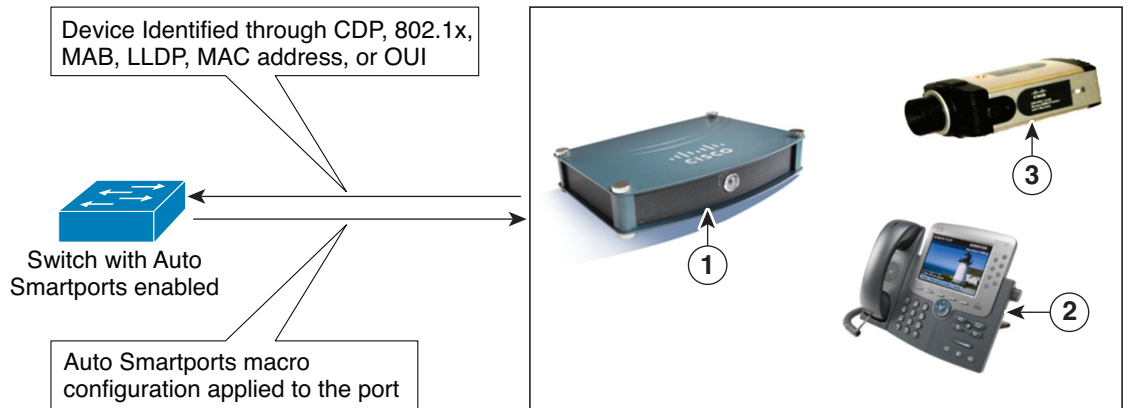 Device Identified through CDP, 802.1x,
MAB, LLDP, MAC address, or OUI
Switch with Auto
Smartports enabled
Auto Smartports macro
configuration applied to the port
CISCO
1
3
2